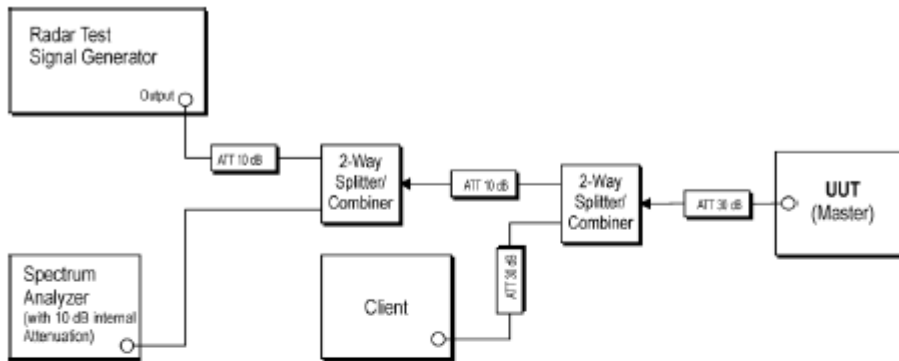 Radar Test
Signal Generator
Output
ATT 10 dB
2-Way
Splitter/
Combiner
ATT 10 dB
2-Way
Splitter/
Combiner
ATT 30 dB
UUT
(Master)
Spectrum
Analyzer
(with 10 dB internal
Attenuation)
Client
ATT 30 dB